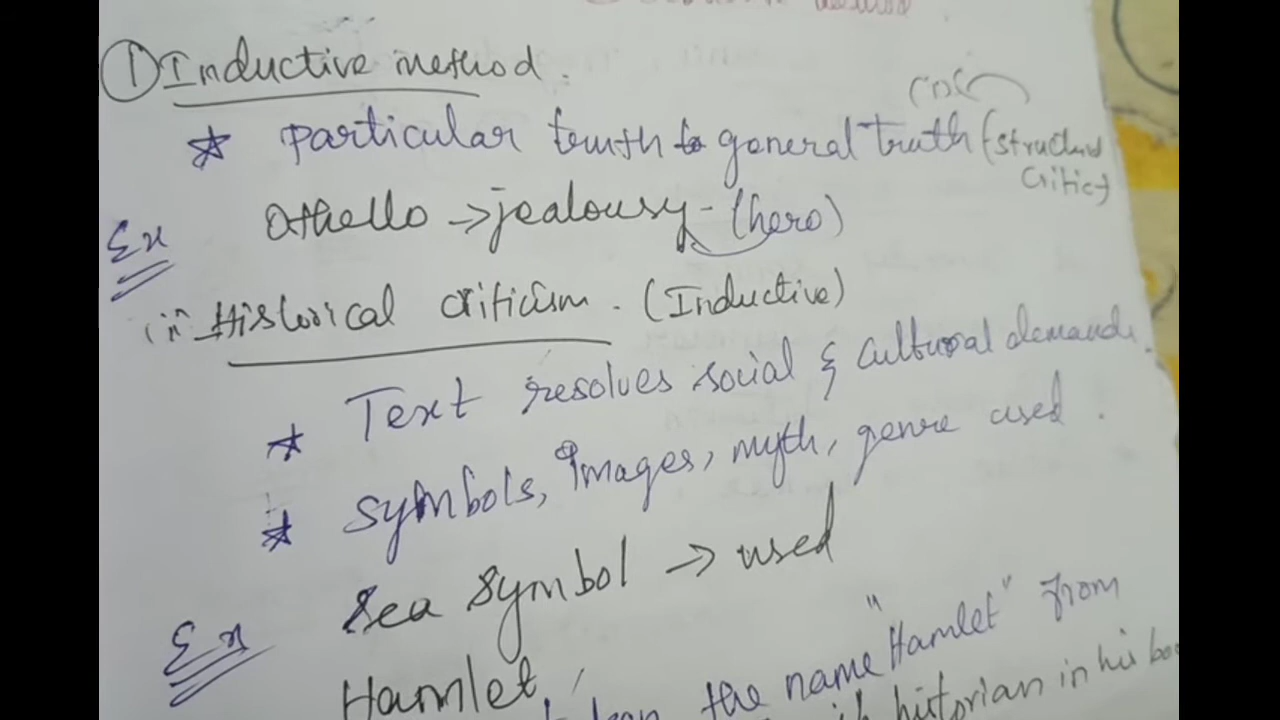 ① Inductive method.
* Particular truth to general truth (structural
critics)
Ex Othello → jealousy - (hero)
(ii) Historical criticism. (Inductive)
* Text resolves social & cultural demands.
* Symbols, Images, myth, genre used.
Ex Sea Symbol → used
Hamlet, the name "Hamlet" from
historian in his